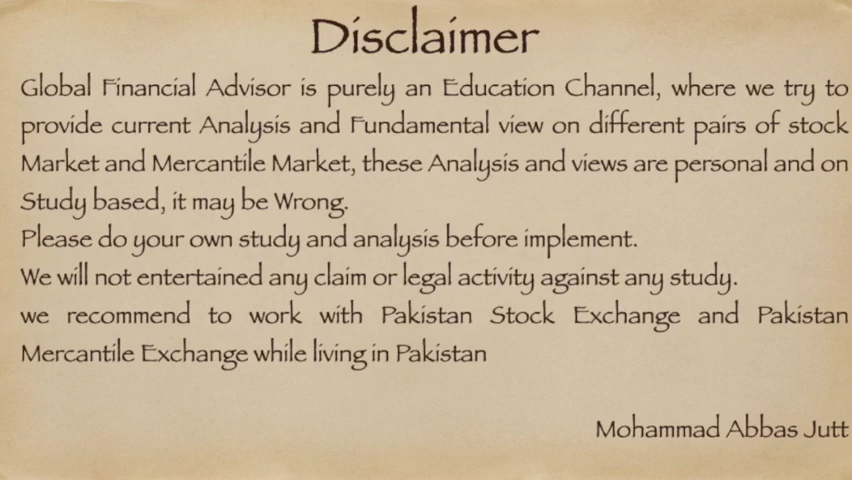 Disclaimer
Global Financial Advisor is purely an Education Channel, where we try to
provide current Analysis and Fundamental view on different pairs of stock
Market and Mercantile Market, these Analysis and views are personal and on
Study based, it may be Wrong.
Please do your own study and analysis before implement.
We will not entertained any claim or legal activity against any study.
we recommend to work with Pakistan Stock Exchange and Pakistan
Mercantile Exchange while living in Pakistan
Mohammad Abbas Jutt